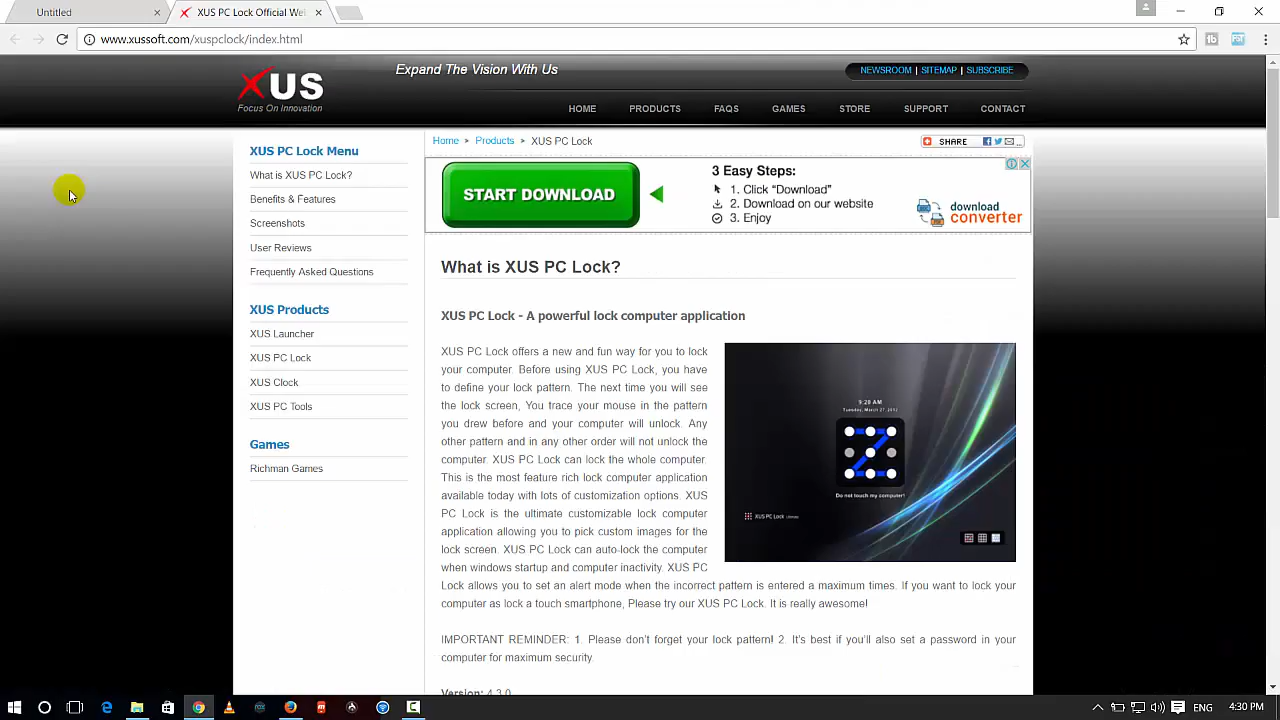 Untitled
XUS PC Lock Official We
www.xussoft.com/xuspclock/index.html
XUS
Focus On Innovation
Expand The Vision With Us
NEWSROOM | SITEMAP | SUBSCRIBE
HOME PRODUCTS FAQS GAMES STORE SUPPORT CONTACT
XUS PC Lock Menu
What is XUS PC Lock?
Benefits & Features
Screenshots
User Reviews
Frequently Asked Questions
XUS Products
XUS Launcher
XUS PC Lock
XUS Clock
XUS PC Tools
Games
Richman Games
Home > Products > XUS PC Lock
SHARE
START DOWNLOAD
3 Easy Steps:
1. Click "Download"
2. Download on our website
3. Enjoy
download
converter
What is XUS PC Lock?
XUS PC Lock - A powerful lock computer application
XUS PC Lock offers a new and fun way for you to lock
your computer. Before using XUS PC Lock, you have
to define your lock pattern. The next time you will see
the lock screen, You trace your mouse in the pattern
you drew before and your computer will unlock. Any
other pattern and in any other order will not unlock the
computer. XUS PC Lock can lock the whole computer.
This is the most feature rich lock computer application
available today with lots of customization options. XUS
PC Lock is the ultimate customizable lock computer
application allowing you to pick custom images for the
lock screen. XUS PC Lock can auto-lock the computer
when windows startup and computer inactivity. XUS PC
Lock allows you to set an alert mode when the incorrect pattern is entered a maximum times. If you want to lock your
computer as lock a touch smartphone, Please try our XUS PC Lock. It is really awesome!
9:20 AM
Tuesday, March 27, 2012
Do not touch my computer!
XUS PC Lock Ultimate
IMPORTANT REMINDER: 1. Please don't forget your lock pattern! 2. It's best if you'll also set a password in your
computer for maximum security.
Version: 4.3.0
ENG
4:30 PM